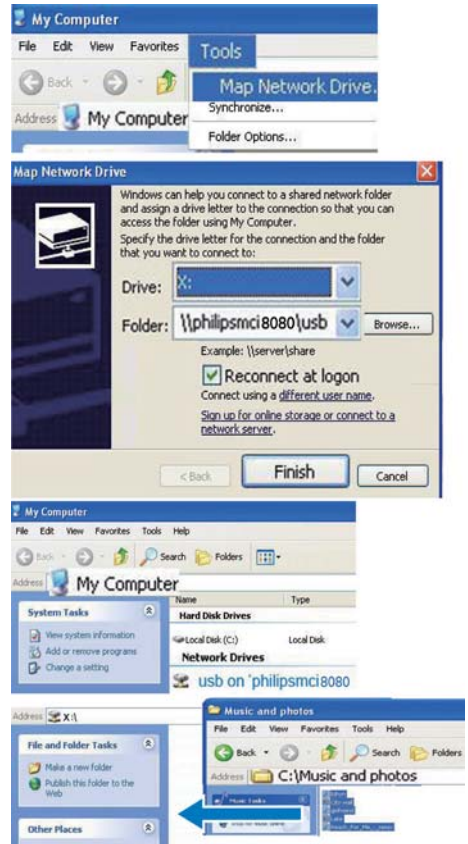 My Computer
File Edit View Favorites Tools
Back Map Network Drive.
Address My Computer Synchronize...
Folder Options...
Map Network Drive
Windows can help you connect to a shared network folder
and assign a drive letter to the connection so that you can
access the folder using My Computer.
Specify the drive letter for the connection and the folder
that you want to connect to:
Drive: X:
Folder: \\philipsmci8080\usb Browse...
Example: \\server\share
Reconnect at logon
Connect using a different user name.
Sign up for online storage or connect to a
network server.
< Back Finish Cancel
My Computer
File Edit View Favorites Tools Help
Back Search Folders
Address My Computer
Name Type
System Tasks Hard Disk Drives
View system information Local Disk (C:) Local Disk
Add or remove programs
Network Drives
Change a setting
usb on 'philipsmci8080
Address X:\ Music and photos
File Edit View Favorites Tools Help
File and Folder Tasks
Make a new folder Back Search Folders
Publish this folder to the
Web
Address C:\Music and photos
Music Tasks
Other Places